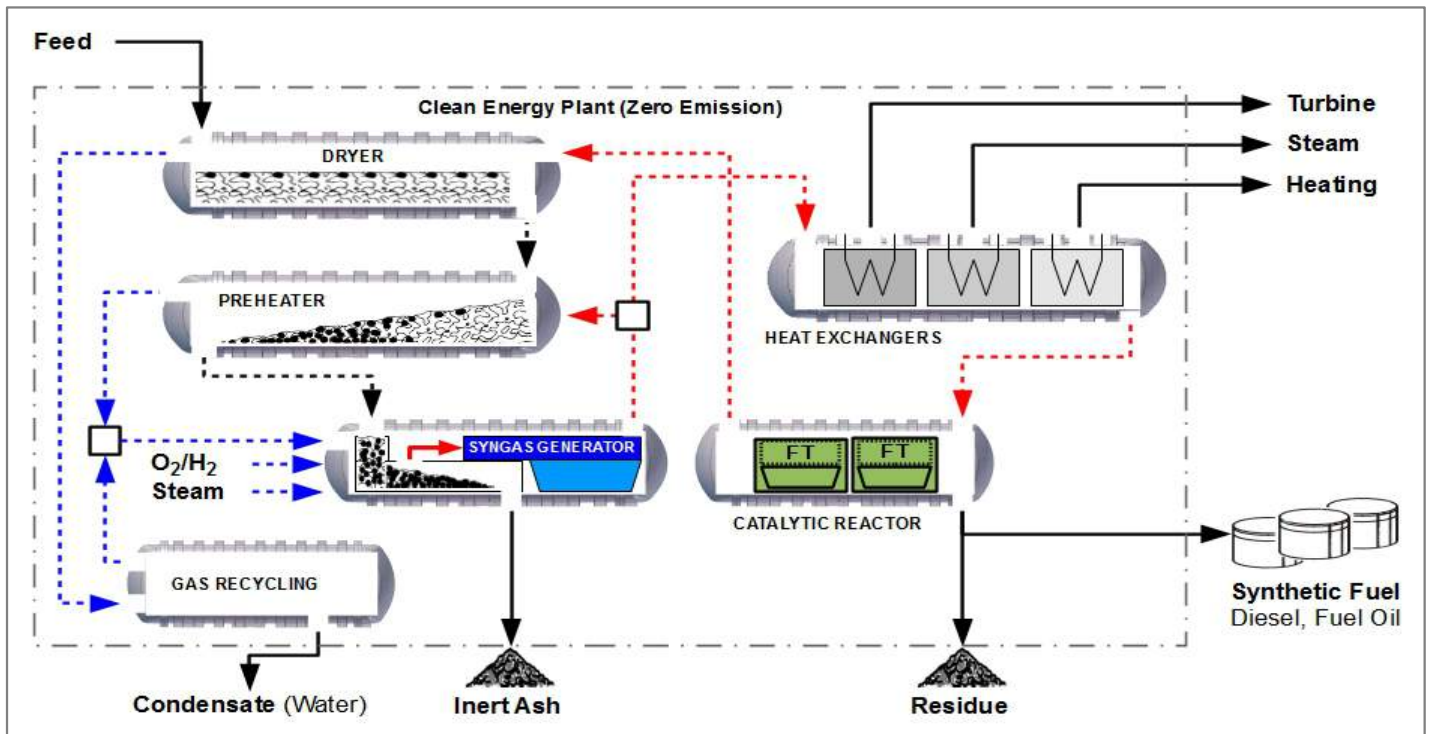 Feed
Clean Energy Plant (Zero Emission)
Turbine
DRYER
Steam
Heating
PREHEATER
HEAT EXCHANGERS
SYNGAS GENERATOR
FT
FT
O₂/H₂
Steam
CATALYTIC REACTOR
GAS RECYCLING
Synthetic Fuel
Diesel, Fuel Oil
Condensate (Water)
Inert Ash
Residue